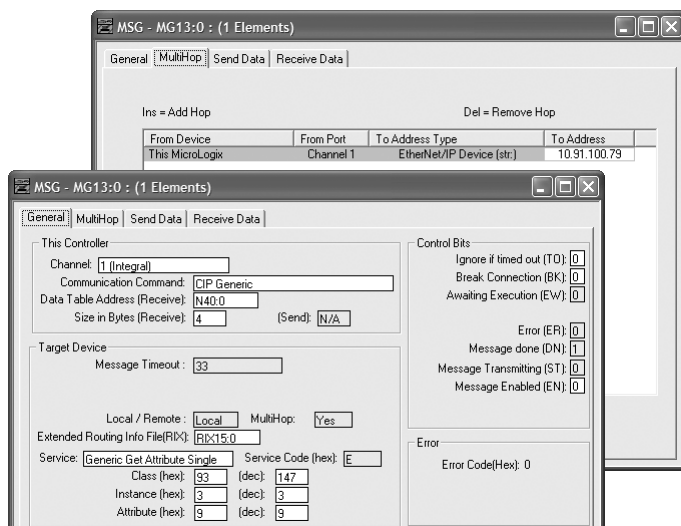 MSG - MG13:0 : (1 Elements)
General MultiHop Send Data Receive Data
Ins = Add Hop Del = Remove Hop
From Device From Port To Address Type To Address
This MicroLogix Channel 1 EtherNet/IP Device (str:) 10.91.100.79
MSG - MG13:0 : (1 Elements)
General MultiHop Send Data Receive Data
This Controller
Channel: 1 (Integral)
Communication Command: CIP Generic
Data Table Address (Receive): N40:0
Size in Bytes (Receive): 4 (Send): N/A
Target Device
Message Timeout : 33
Local / Remote : Local MultiHop: Yes
Extended Routing Info File(RIX): RIX15:0
Service: Generic Get Attribute Single Service Code (hex): E
Class (hex): 93 (dec): 147
Instance (hex): 3 (dec): 3
Attribute (hex): 9 (dec): 9
Control Bits
Ignore if timed out (TO): 0
Break Connection (BK): 0
Awaiting Execution (EW): 0
Error (ER): 0
Message done (DN): 1
Message Transmitting (ST): 0
Message Enabled (EN): 0
Error
Error Code(Hex): 0